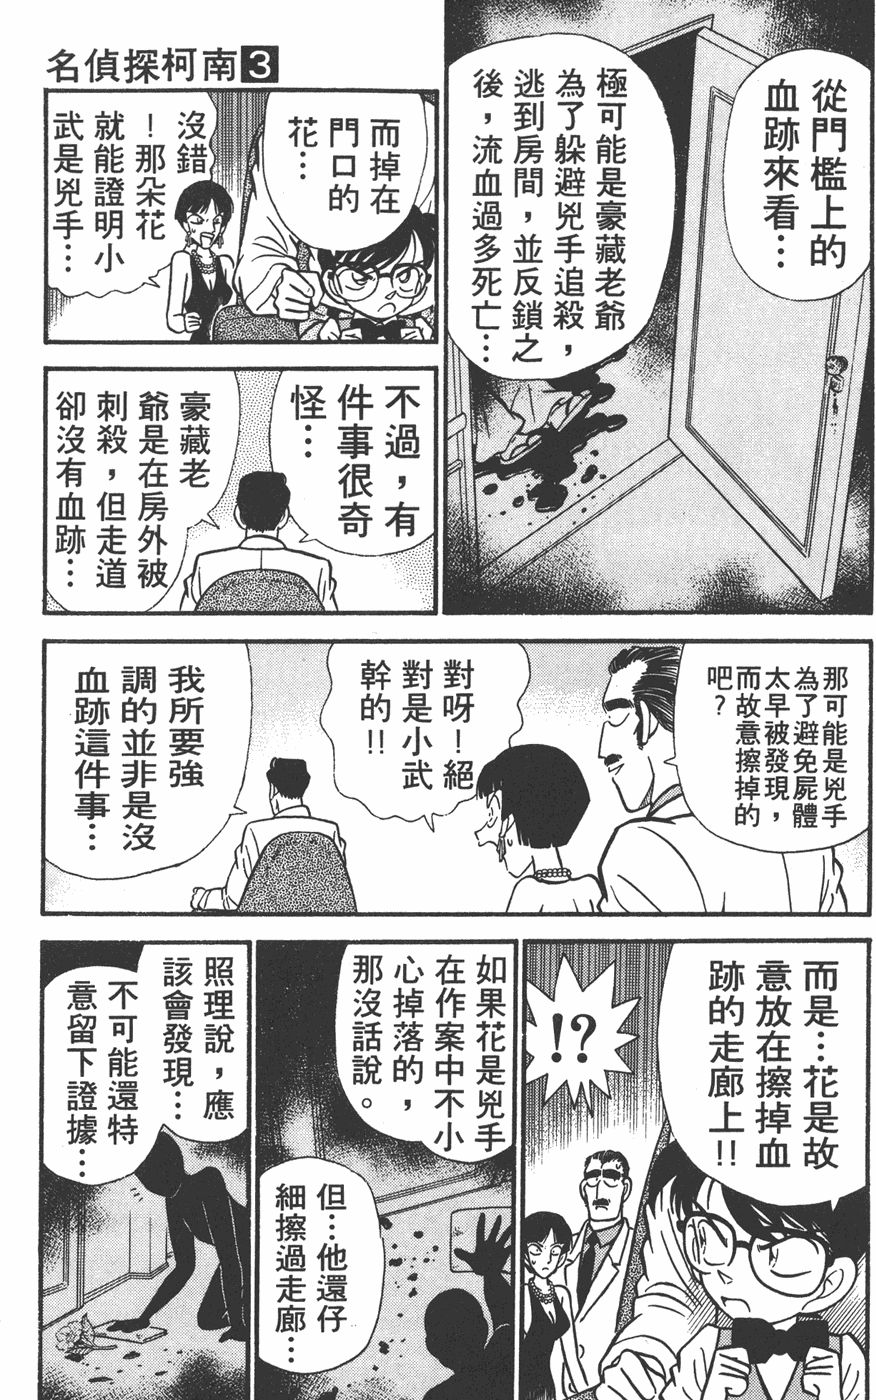 名偵探柯南3
從門檻上的
血跡來看…
極可能是豪藏老爺
為了躲避兇手追殺，
逃到房間，並反鎖之
後，流血過多死亡…
而掉在
門口的
花…
沒錯
！那朵花
就能證明小
武是兇手…
不過，有
件事很奇
怪…
豪藏老
爺是在房外被
刺殺，但走道
卻沒有血跡…
那可能是兇手
為了避免屍體
太早被發現，
而故意擦掉的
吧？
對呀！絕
對是小武
幹的!!
我所要強
調的並非是沒
血跡這件事…
而是…花是故
意放在擦掉血
跡的走廊上!!
!?
如果花是兇手
在作案中不小
心掉落的，
那沒話說。
但…他還仔
細擦過走廊…
照理說，應
該會發現…
不可能還特
意留下證據…